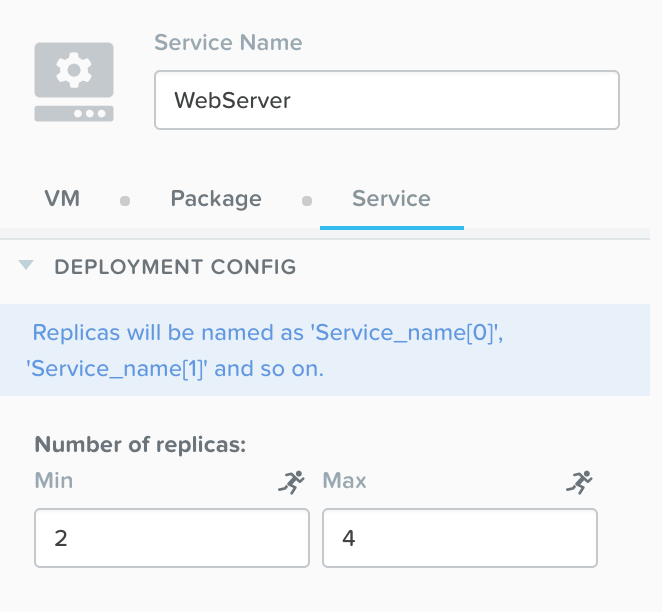 Service Name
WebServer
VM Package Service
DEPLOYMENT CONFIG
Replicas will be named as 'Service_name[0]',
'Service_name[1]' and so on.
Number of replicas:
Min Max
2 4